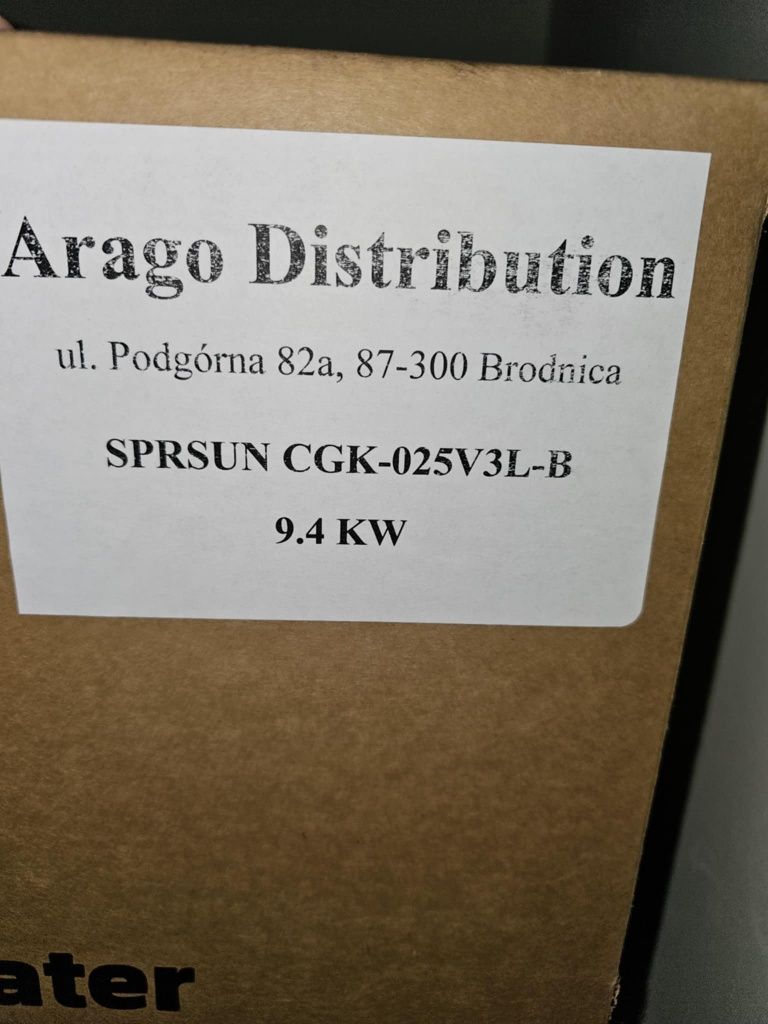 Arago Distribution
ul. Podgórna 82a, 87-300 Brodnica
SPRSUN CGK-025V3L-B
9.4 KW
ater